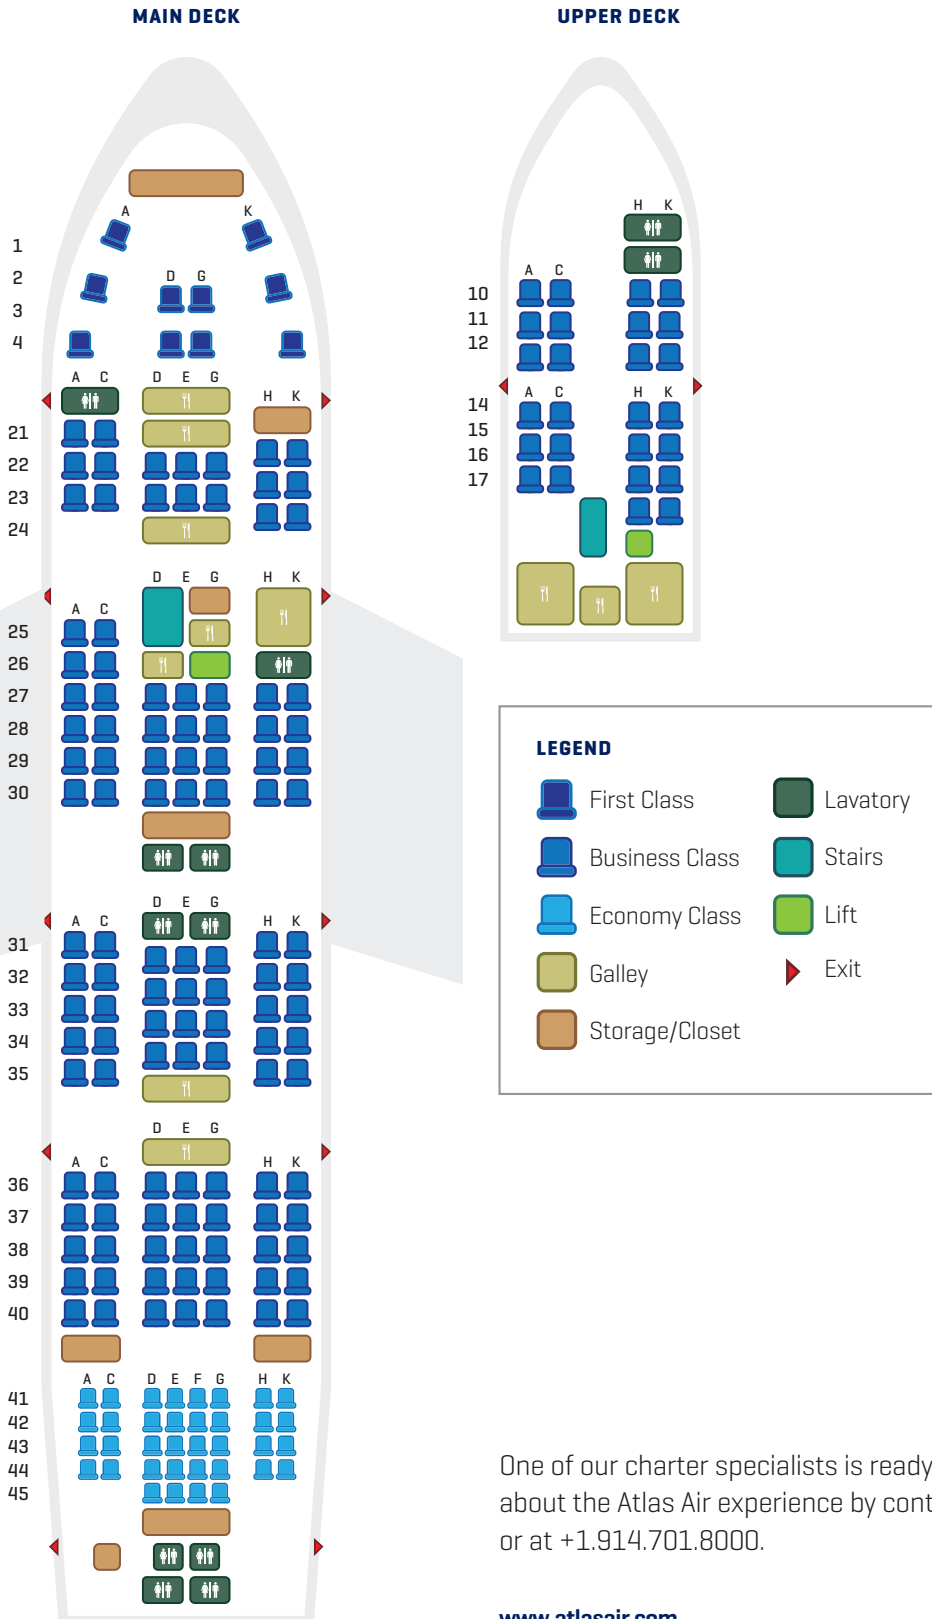 MAIN DECK
A K
1
2
D G
3
4
A C D E G
H K
21
22
23
24
D E G H K
A C
25
26
27
28
29
30
D E G
A C H K
31
32
33
34
35
D E G
A C H K
36
37
38
39
40
A C D E F G H K
41
42
43
44
45
UPPER DECK
H K
A C
10
11
12
A C H K
14
15
16
17
LEGEND
First Class
Business Class
Economy Class
Galley
Storage/Closet
Lavatory
Stairs
Lift
Exit
One of our charter specialists is ready
about the Atlas Air experience by cont
or at +1.914.701.8000.
www.atlasair.com